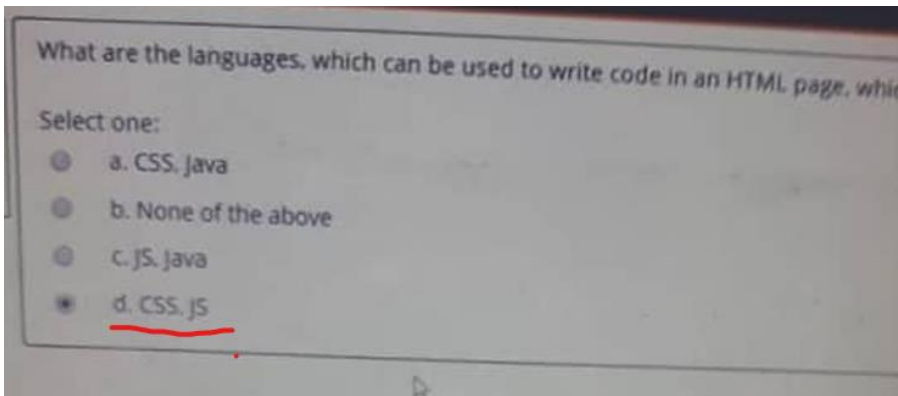 What are the languages, which can be used to write code in an HTML page,
Select one:
a. CSS, Java
b. None of the above
c. JS, Java
d. CSS, JS